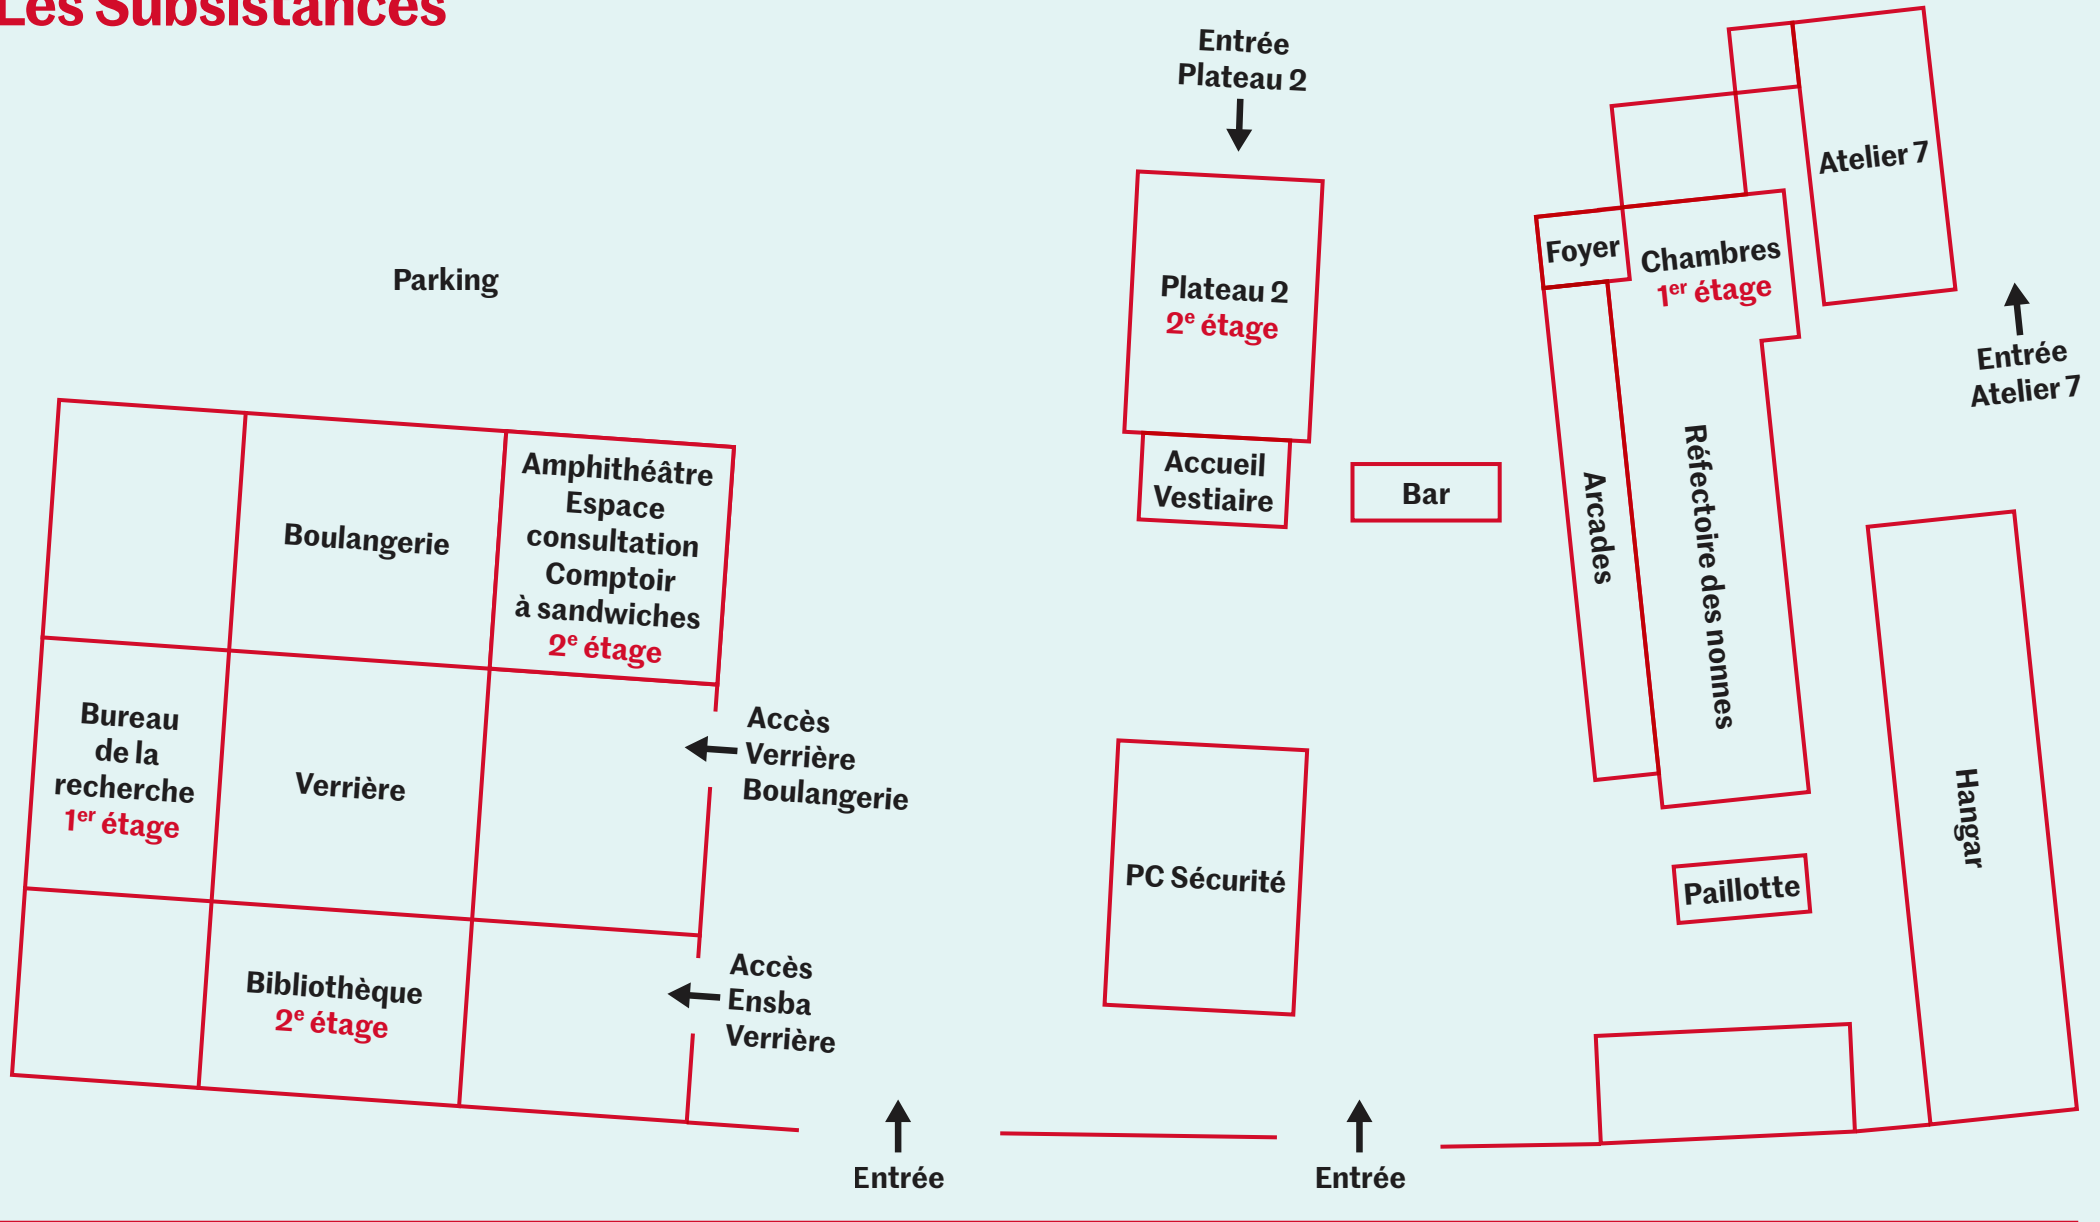 Les Subsistances
Entrée
Plateau 2
Atelier 7
Foyer
Chambres
1er étage
Parking
Plateau 2
2e étage
Entrée
Atelier 7
Accueil
Vestiaire
Bar
Arcades
Réfectoire des nonnes
Boulangerie
Amphithéâtre
Espace
consultation
Comptoir
à sandwiches
2e étage
Bureau
de la
recherche
1er étage
Verrière
Accès
Verrière
Boulangerie
PC Sécurité
Hangar
Paillotte
Bibliothèque
2e étage
Accès
Ensba
Verrière
Entrée
Entrée